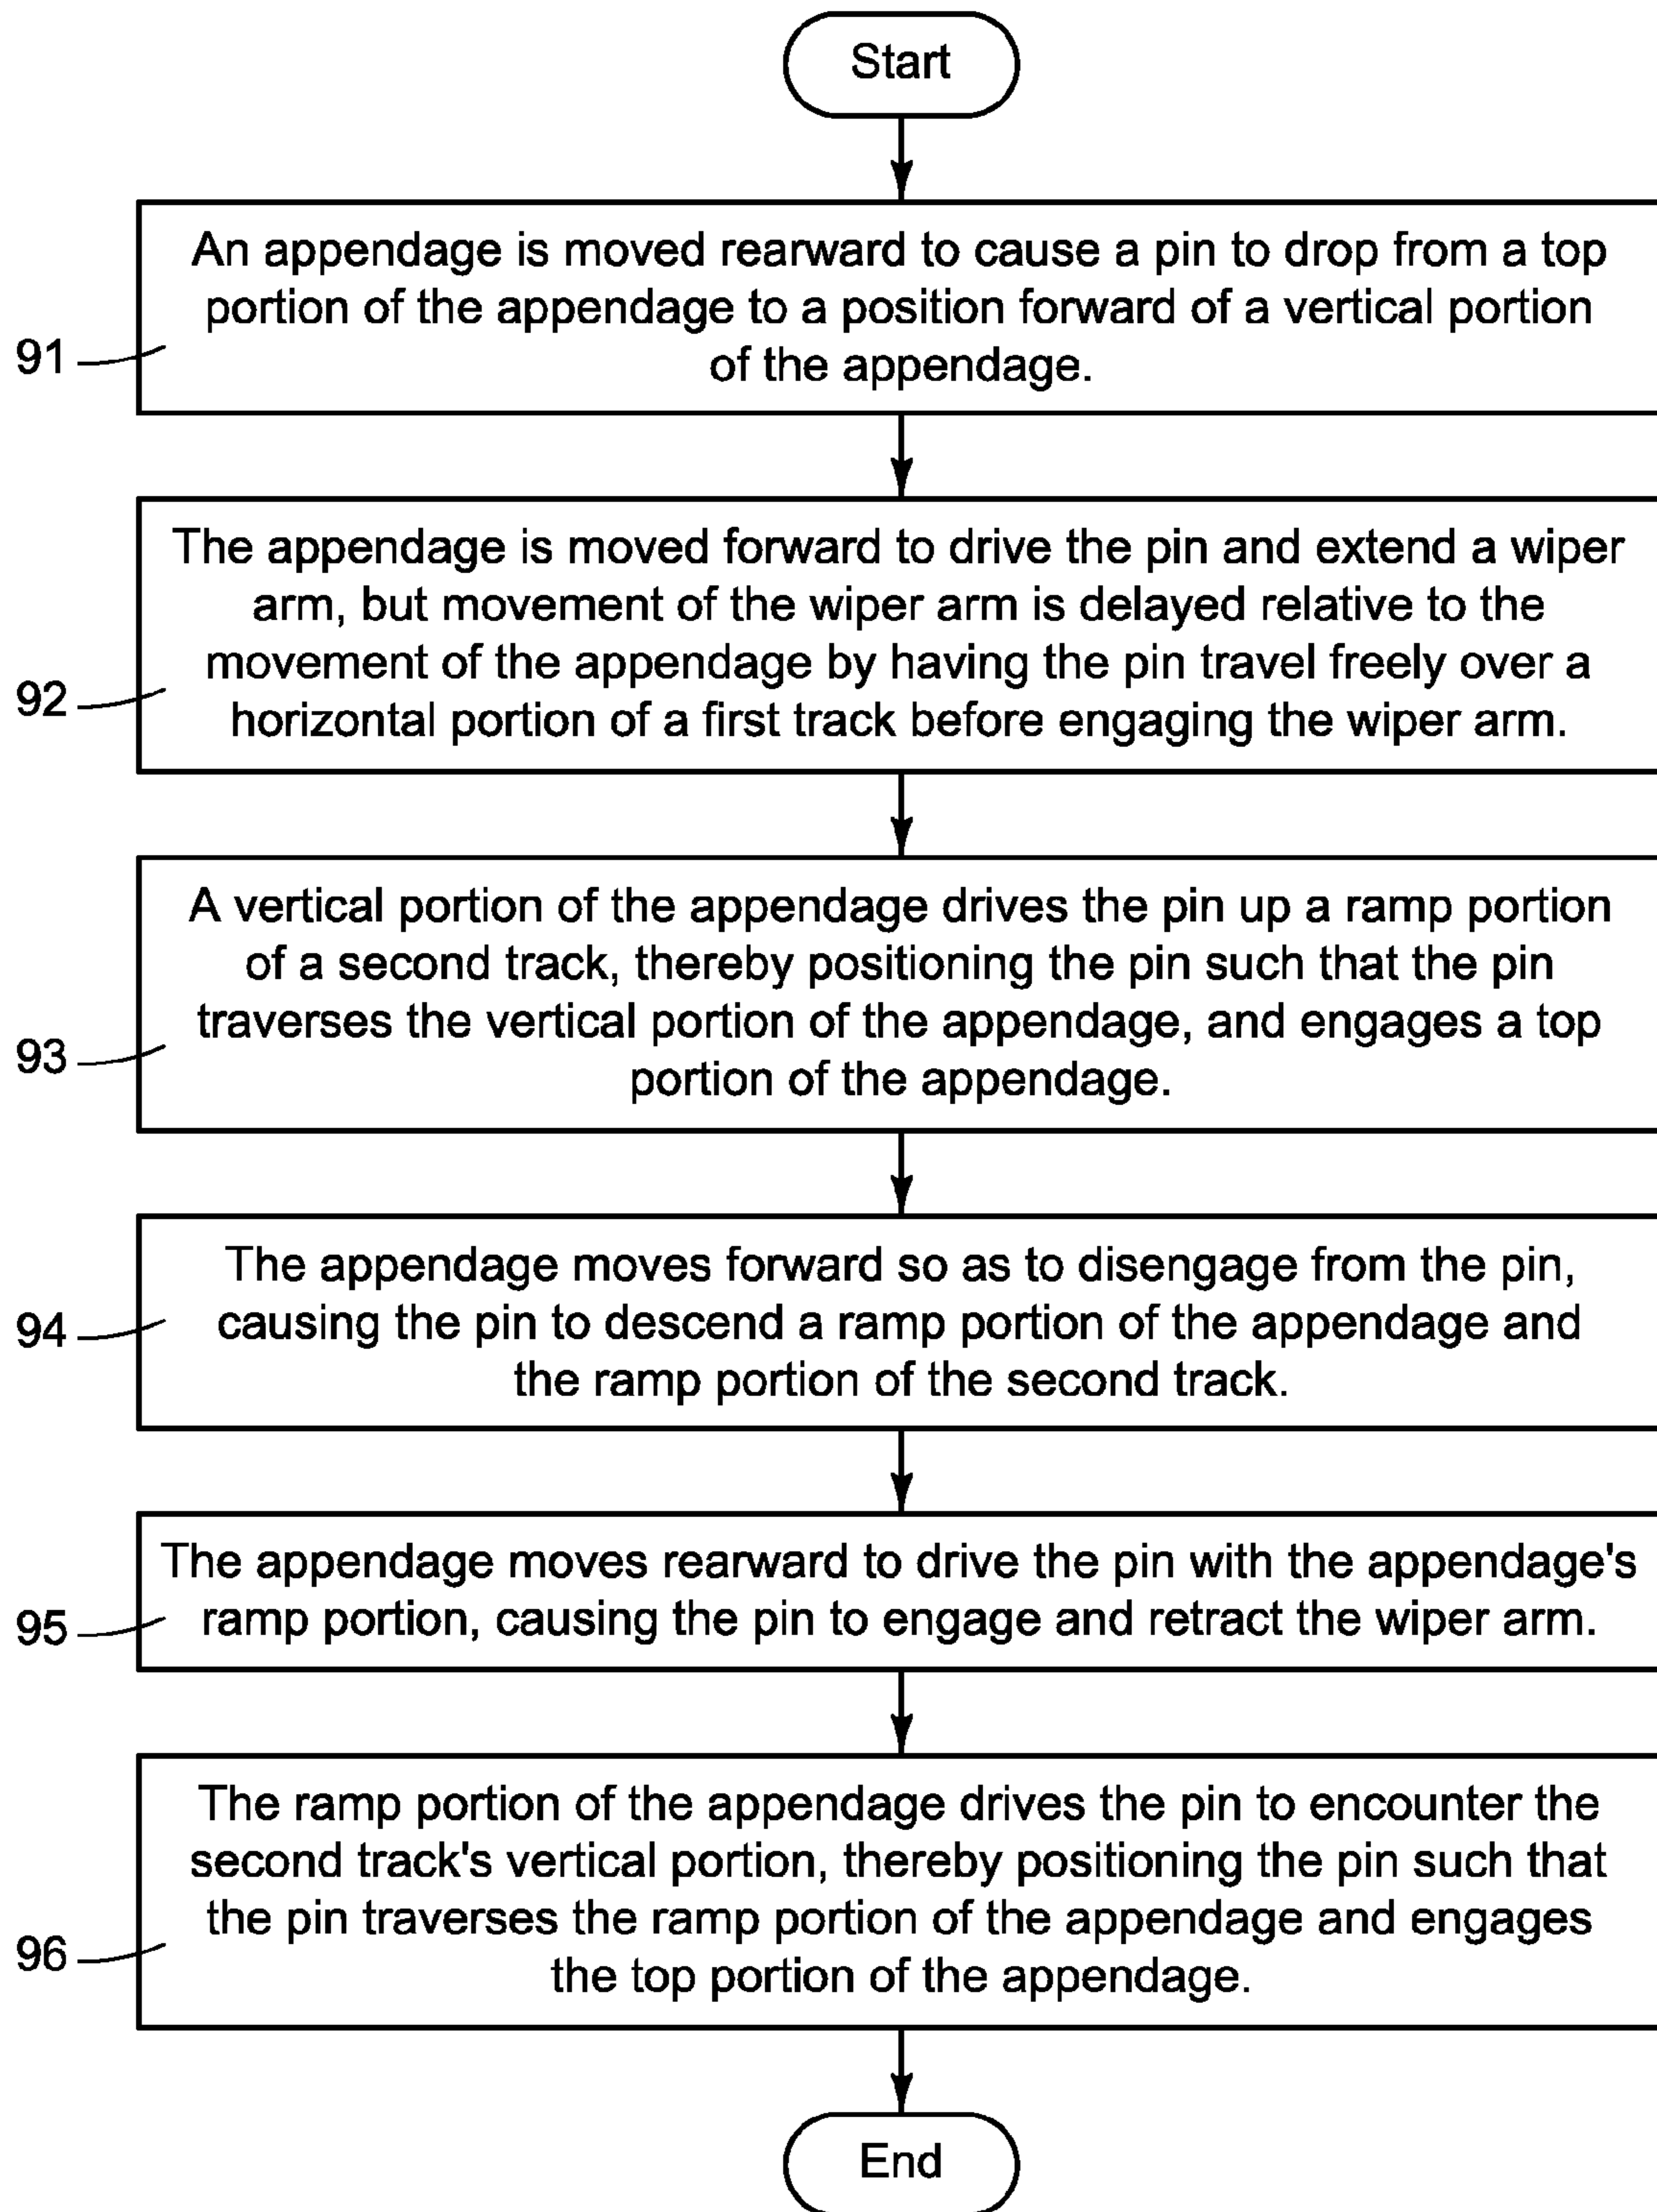 Start
An appendage is moved rearward to cause a pin to drop from a top
portion of the appendage to a position forward of a vertical portion
of the appendage.
91
The appendage is moved forward to drive the pin and extend a wiper
arm, but movement of the wiper arm is delayed relative to the
movement of the appendage by having the pin travel freely over a
horizontal portion of a first track before engaging the wiper arm.
92
A vertical portion of the appendage drives the pin up a ramp portion
of a second track, thereby positioning the pin such that the pin
traverses the vertical portion of the appendage, and engages a top
portion of the appendage.
93
The appendage moves forward so as to disengage from the pin,
causing the pin to descend a ramp portion of the appendage and
the ramp portion of the second track.
94
The appendage moves rearward to drive the pin with the appendage's
ramp portion, causing the pin to engage and retract the wiper arm.
95
The ramp portion of the appendage drives the pin to encounter the
second track's vertical portion, thereby positioning the pin such that
the pin traverses the ramp portion of the appendage and engages
the top portion of the appendage.
96
End